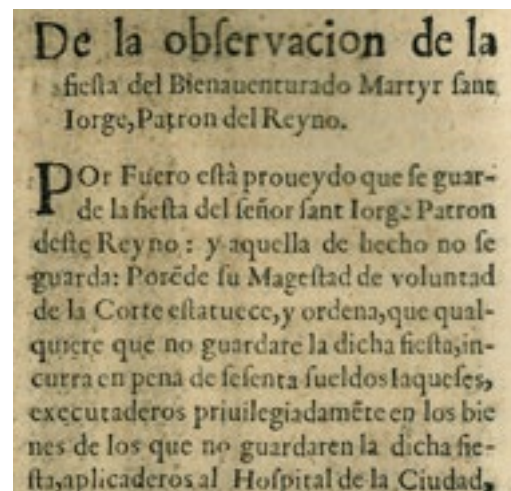 De la obſervacion de la
fieſta del Bienauenturado Martyr ſant
Iorge, Patron del Reyno.
POr Fuero eſtà proueydo que ſe guar-
de la fieſta del ſeñor ſant Iorge Patron
deſte Reyno: y aquella de hecho no ſe
guarda: Porẽde ſu Mageſtad de voluntad
de la Corte eſtatuece, y ordena, que qual-
quiere que no guardare la dicha fieſta, in-
curra en pena de ſeſenta ſueldos Iaqueſes,
executaderos priuilegiadamẽte en los bie
nes de los que no guardaren la dicha fie-
ſta, aplicaderos al Hoſpital de la Ciudad,